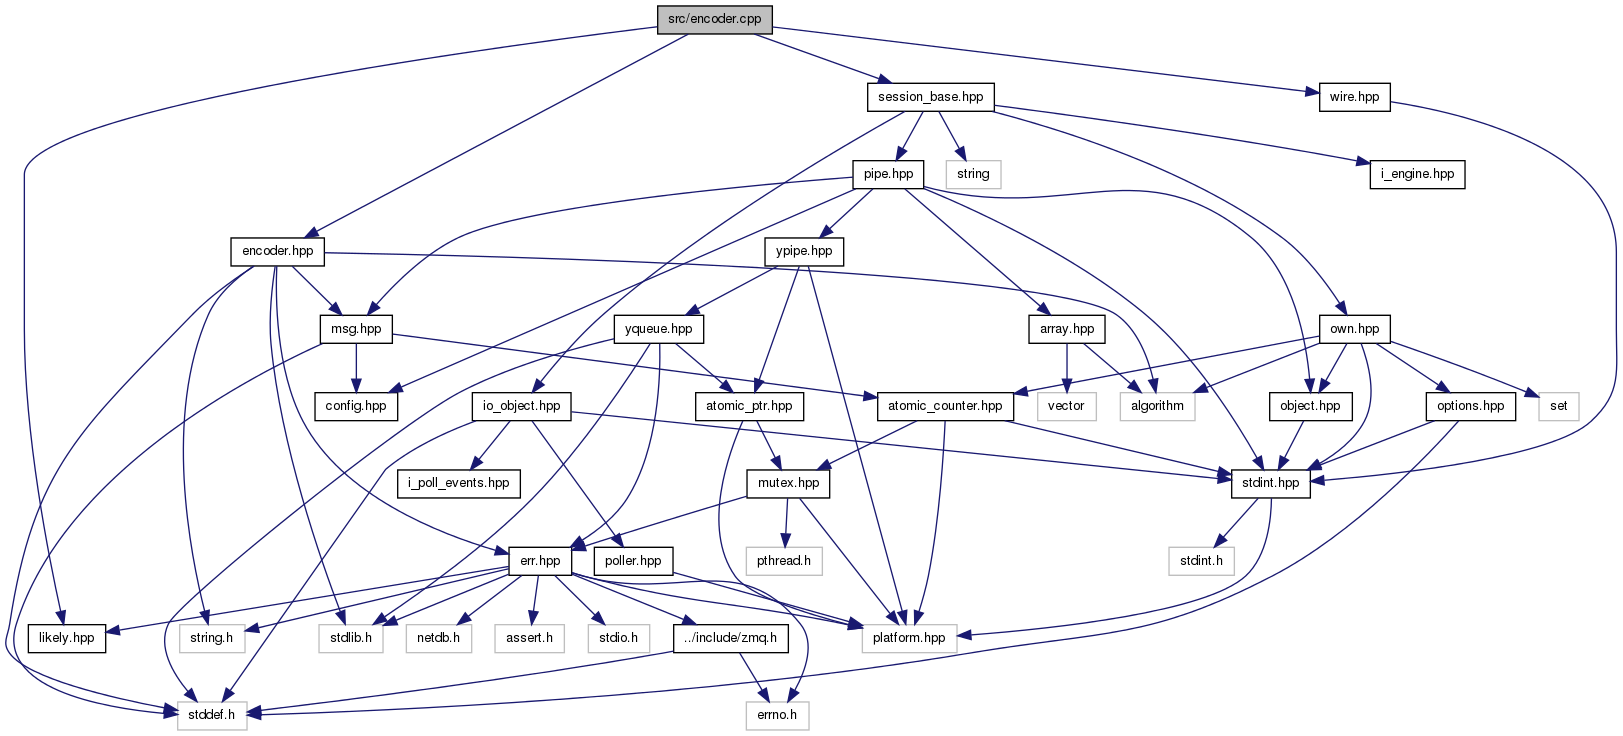 src/encoder.cpp
session_base.hpp
wire.hpp
pipe.hpp
string
i_engine.hpp
encoder.hpp
ypipe.hpp
msg.hpp
yqueue.hpp
array.hpp
own.hpp
config.hpp
io_object.hpp
atomic_ptr.hpp
atomic_counter.hpp
vector
algorithm
object.hpp
options.hpp
set
i_poll_events.hpp
mutex.hpp
stdint.hpp
err.hpp
poller.hpp
pthread.h
stdint.h
likely.hpp
string.h
stdlib.h
netdb.h
assert.h
stdio.h
../include/zmq.h
platform.hpp
stddef.h
errno.h